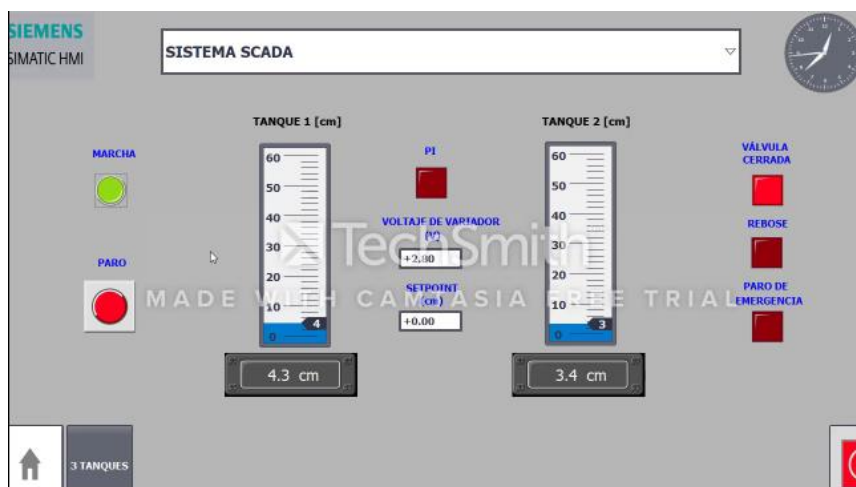 SIEMENS
SIMATIC HMI
SISTEMA SCADA
TANQUE 1 [cm]
TANQUE 2 [cm]
MARCHA
PARO
60
50
40
30
20
10
0
4
4.3 cm
PI
VOLTAJE DE VARIADOR
(V)
+2.80
SETPOINT
(cm)
+0.00
60
50
40
30
20
10
0
3
3.4 cm
VÁLVULA
CERRADA
REBOSE
PARO DE
EMERGENCIA
TechSmith
MADE WITH CAMTASIA FREE TRIAL
3 TANQUES